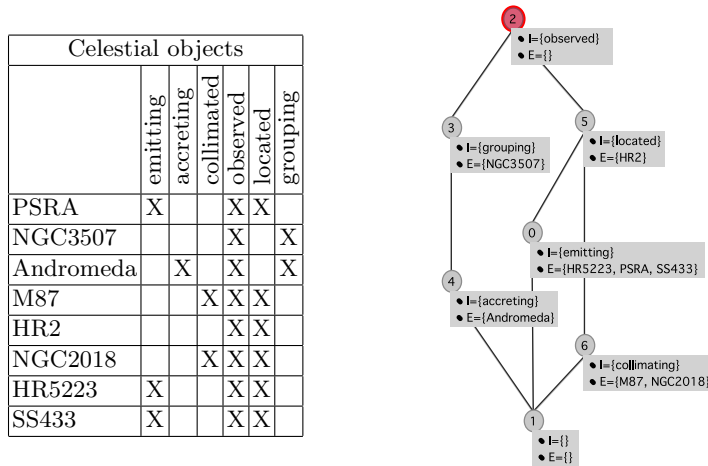 Celestial objects
emitting accreting collimated observed located grouping
PSRA X X X
NGC3507 X X
Andromeda X X X
M87 X X X
HR2 X X
NGC2018 X X X
HR5223 X X X
SS433 X X X
2
• I={observed}
• E={}
3
• I={grouping}
• E={NGC3507}
5
• I={located}
• E={HR2}
0
• I={emitting}
• E={HR5223, PSRA, SS433}
4
• I={accreting}
• E={Andromeda}
6
• I={collimating}
• E={M87, NGC2018}
1
• I={}
• E={}